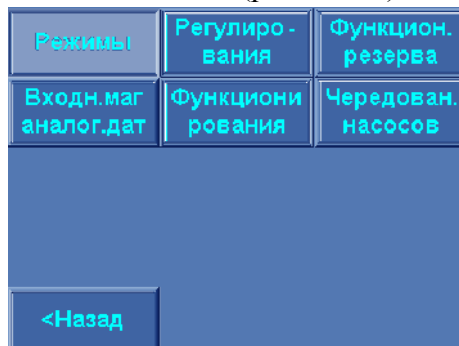 Режимы
Регулиро -
вания
Функцион.
резерва
Входн.маг
аналог.дат
Функциони
рования
Чередован.
насосов
<Назад